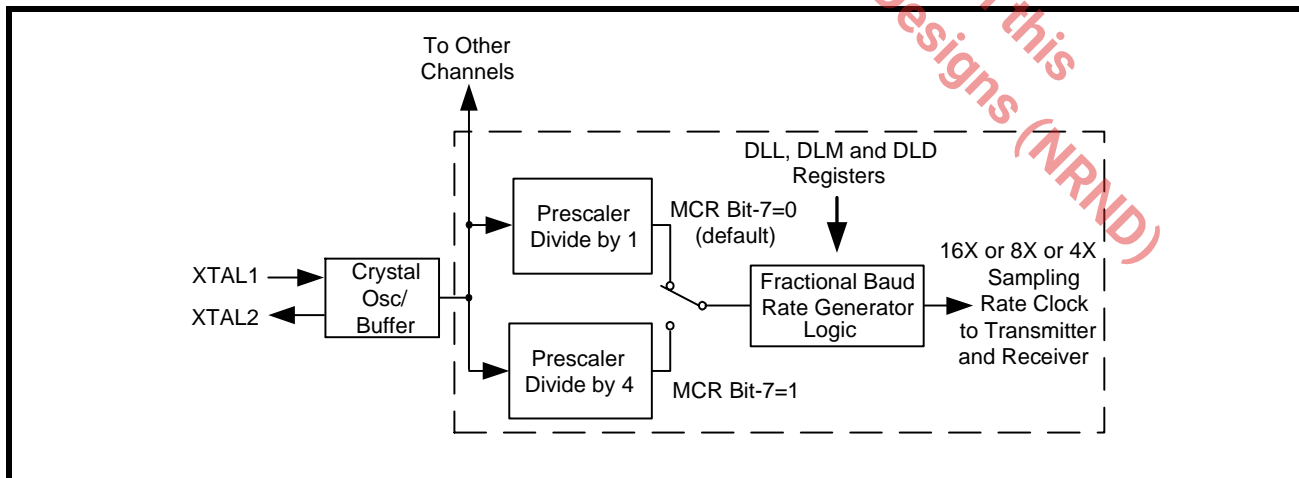 n this
Designs (NRND)
To Other
Channels
DLL, DLM and DLD
Registers
Prescaler
Divide by 1
MCR Bit-7=0
(default)
16X or 8X or 4X
Sampling
Rate Clock
to Transmitter
and Receiver
XTAL1
XTAL2
Crystal
Osc/
Buffer
Fractional Baud
Rate Generator
Logic
Prescaler
Divide by 4
MCR Bit-7=1